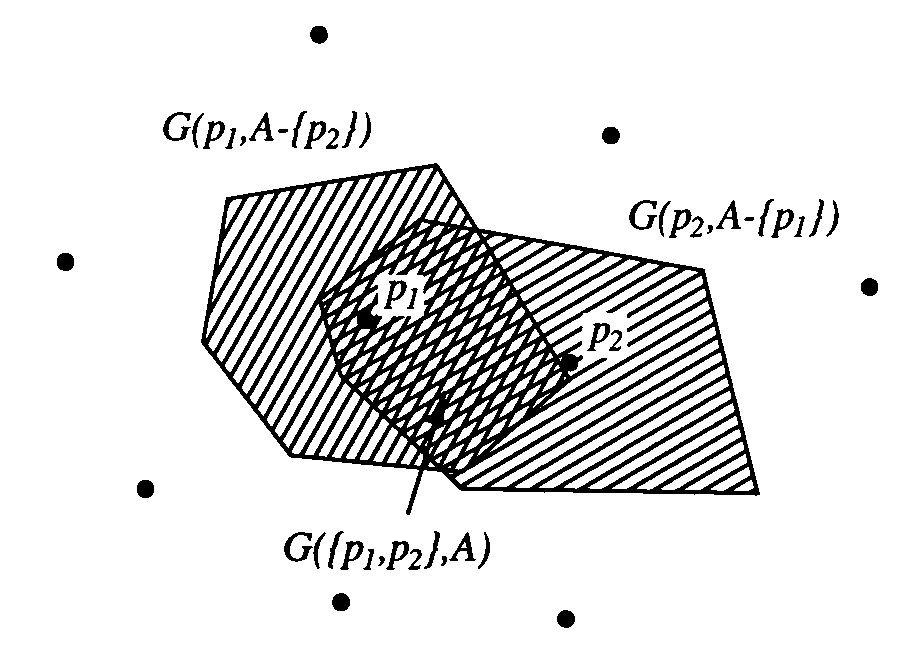 G(p₁,A-{p₂})
G(p₂,A-{p₁})
p₁
p₂
G({p₁,p₂},A)